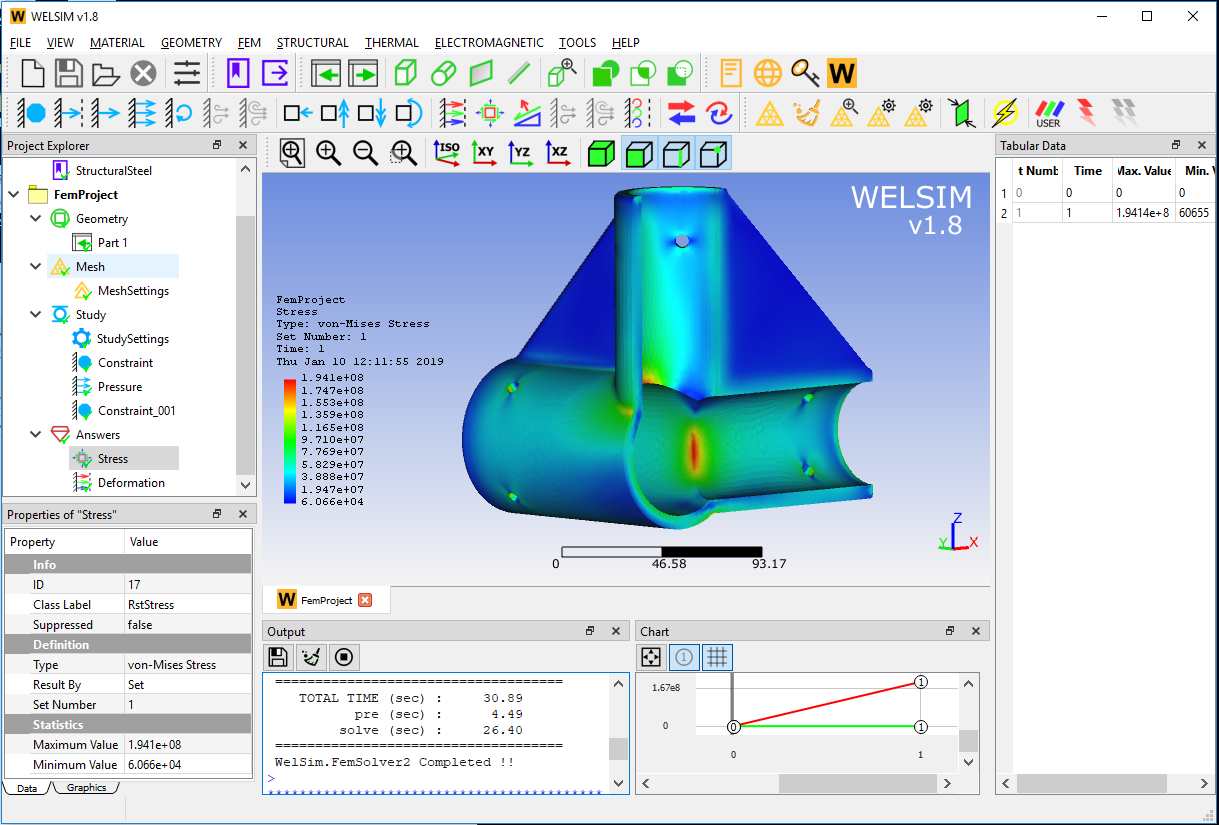 W WELSIM v1.8
FILE VIEW MATERIAL GEOMETRY FEM STRUCTURAL THERMAL ELECTROMAGNETIC TOOLS HELP
W
USER
Project Explorer
StructuralSteel
FemProject
Geometry
Part 1
Mesh
MeshSettings
Study
StudySettings
Constraint
Pressure
Constraint_001
Answers
Stress
Deformation
Properties of "Stress"
Property Value
Info
ID 17
Class Label RstStress
Suppressed false
Definition
Type von-Mises Stress
Result By Set
Set Number 1
Statistics
Maximum Value 1.941e+08
Minimum Value 6.066e+04
Data Graphics
ISO XY YZ XZ
WELSIM
v1.8
FemProject
Stress
Type: von-Mises Stress
Set Number: 1
Time: 1
Thu Jan 10 12:11:55 2019
1.941e+08
1.747e+08
1.553e+08
1.359e+08
1.165e+08
9.710e+07
7.769e+07
5.829e+07
3.888e+07
1.947e+07
6.066e+04
Z
Y X
0 46.58 93.17
W FemProject
Output
====================================
TOTAL TIME (sec) : 30.89
pre (sec) : 4.49
solve (sec) : 26.40
====================================
WelSim.FemSolver2 Completed !!
>
***********************************
Chart
1
1.67e8
0
0 1 1
0 1
Tabular Data
t Numb Time Max. Value Min. V
1 0 0 0 0
2 1 1 1.9414e+8 60655